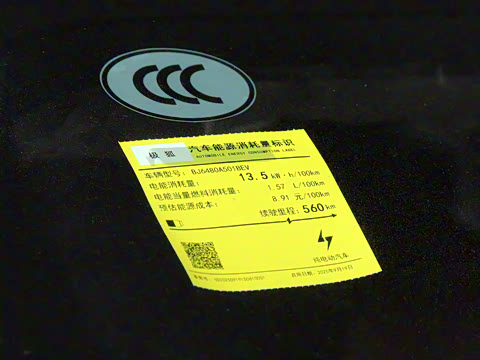 CCC
极狐 汽车能源消耗量标识
AUTOMOBILE ENERGY CONSUMPTION LABEL
车辆型号: BJ6480A501BEV
电能消耗量: 13.5 kW·h/100km
电能当量燃料消耗量: 1.57 L/100km
预估能源成本: 8.91 元/100km
续驶里程: 560 km
纯电动汽车